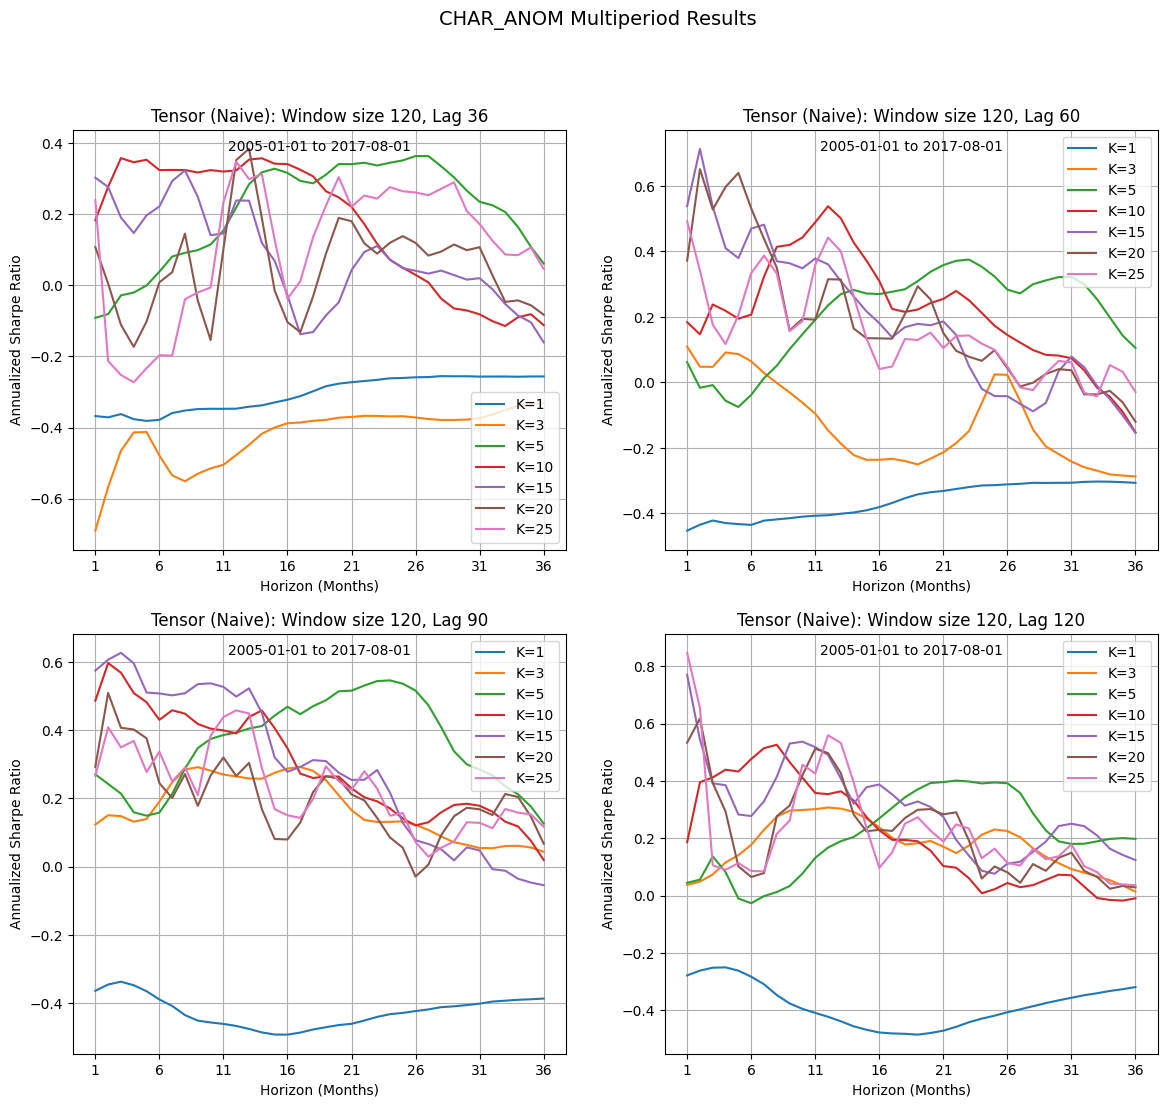 CHAR_ANOM Multiperiod Results
Tensor (Naive): Window size 120, Lag 36
2005-01-01 to 2017-08-01
0.4
0.2
0.0
−0.2
−0.4
−0.6
Annualized Sharpe Ratio
K=1
K=3
K=5
K=10
K=15
K=20
K=25
1 6 11 16 21 26 31 36
Horizon (Months)
Tensor (Naive): Window size 120, Lag 60
2005-01-01 to 2017-08-01
0.6
0.4
0.2
0.0
−0.2
−0.4
Annualized Sharpe Ratio
K=1
K=3
K=5
K=10
K=15
K=20
K=25
1 6 11 16 21 26 31 36
Horizon (Months)
Tensor (Naive): Window size 120, Lag 90
2005-01-01 to 2017-08-01
0.6
0.4
0.2
0.0
−0.2
−0.4
Annualized Sharpe Ratio
K=1
K=3
K=5
K=10
K=15
K=20
K=25
1 6 11 16 21 26 31 36
Horizon (Months)
Tensor (Naive): Window size 120, Lag 120
2005-01-01 to 2017-08-01
0.8
0.6
0.4
0.2
0.0
−0.2
−0.4
Annualized Sharpe Ratio
K=1
K=3
K=5
K=10
K=15
K=20
K=25
1 6 11 16 21 26 31 36
Horizon (Months)